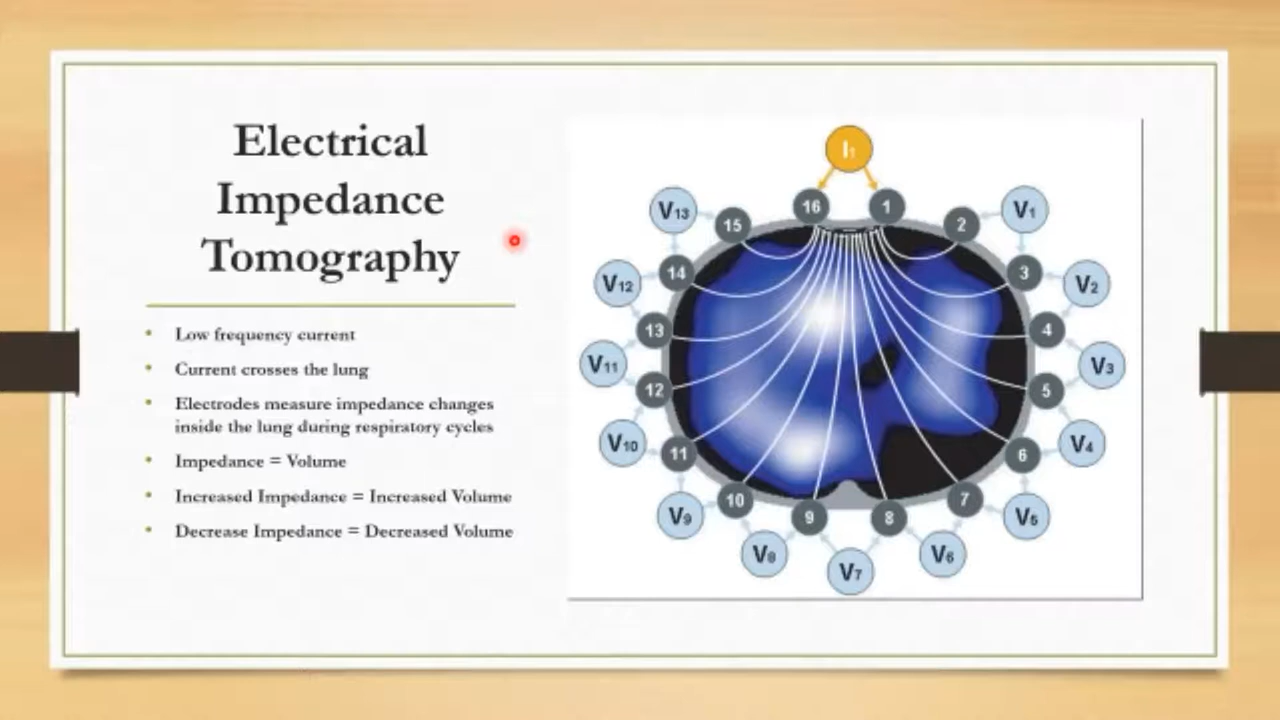 Electrical
Impedance
Tomography
• Low frequency current
• Current crosses the lung
• Electrodes measure impedance changes
inside the lung during respiratory cycles
• Impedance = Volume
• Increased Impedance = Increased Volume
• Decrease Impedance = Decreased Volume
I1
16
1
V13
15
2
V1
14
3
V12
V2
13
4
V11
V3
12
5
V10
V4
11
6
10
7
V9
V5
9
8
V8
V6
V7